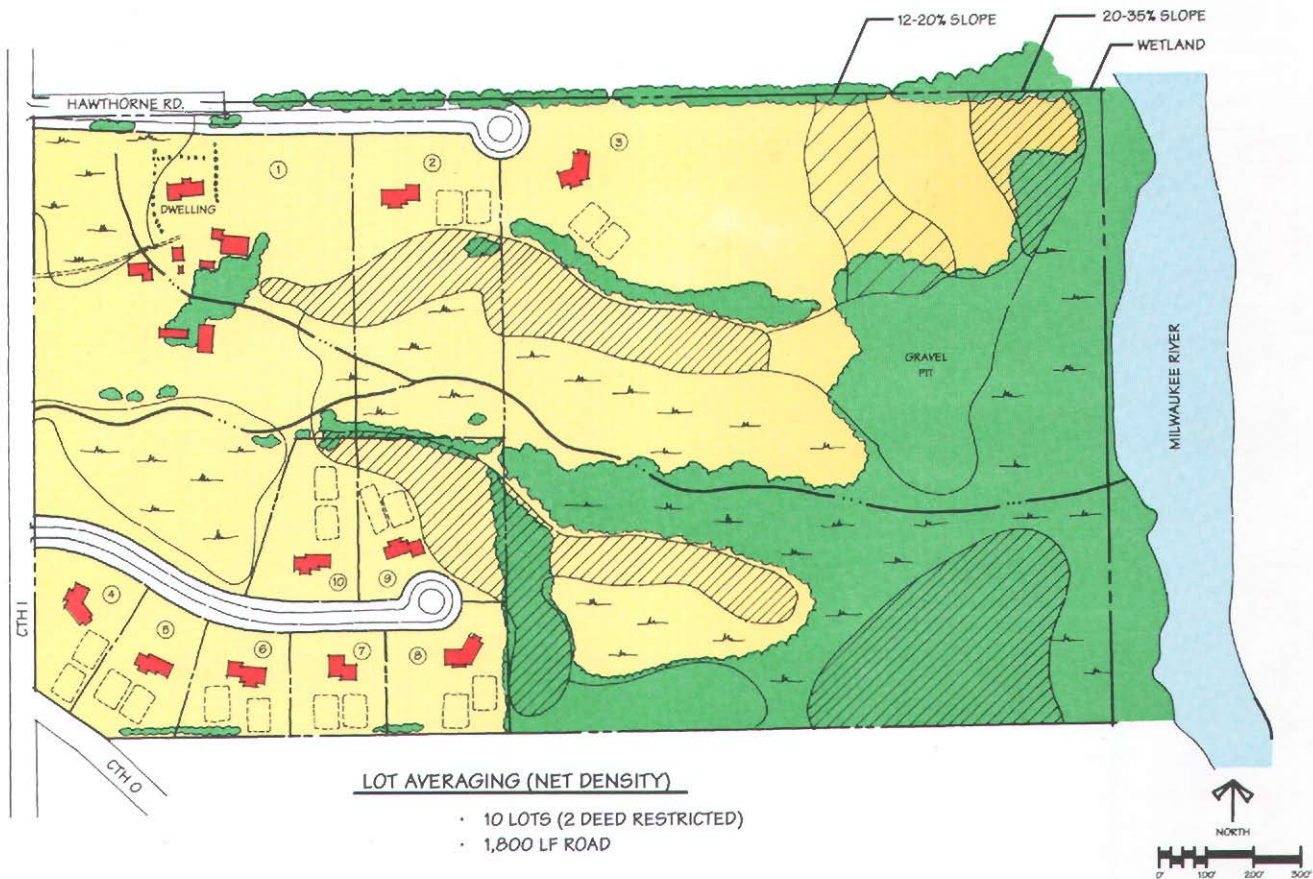 12-20% SLOPE
20-35% SLOPE
WETLAND
HAWTHORNE RD.
1
2
3
DWELLING
GRAVEL
PIT
MILWAUKEE RIVER
CTH I
4
5
6
7
8
9
10
CTH O
LOT AVERAGING (NET DENSITY)
· 10 LOTS (2 DEED RESTRICTED)
· 1,800 LF ROAD
NORTH
0' 100' 200' 300'